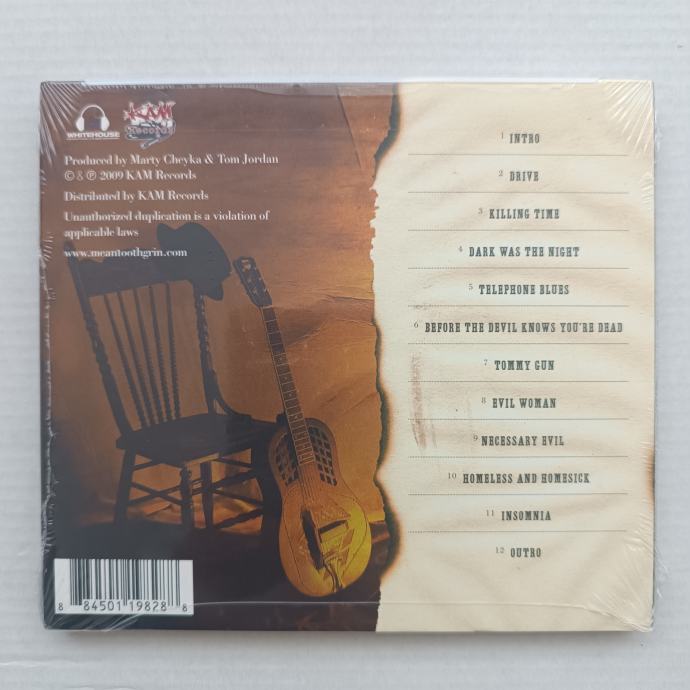 WHITEHOUSE
KAM
Records
Produced by Marty Cheyka & Tom Jordan
© & ℗ 2009 KAM Records
Distributed by KAM Records
Unauthorized duplication is a violation of
applicable laws
www.meantoothgrin.com
1 INTRO
2 DRIVE
3 KILLING TIME
4 DARK WAS THE NIGHT
5 TELEPHONE BLUES
6 BEFORE THE DEVIL KNOWS YOU'RE DEAD
7 TOMMY GUN
8 EVIL WOMAN
9 NECESSARY EVIL
10 HOMELESS AND HOMESICK
11 INSOMNIA
12 OUTRO
8 84501 19828 8